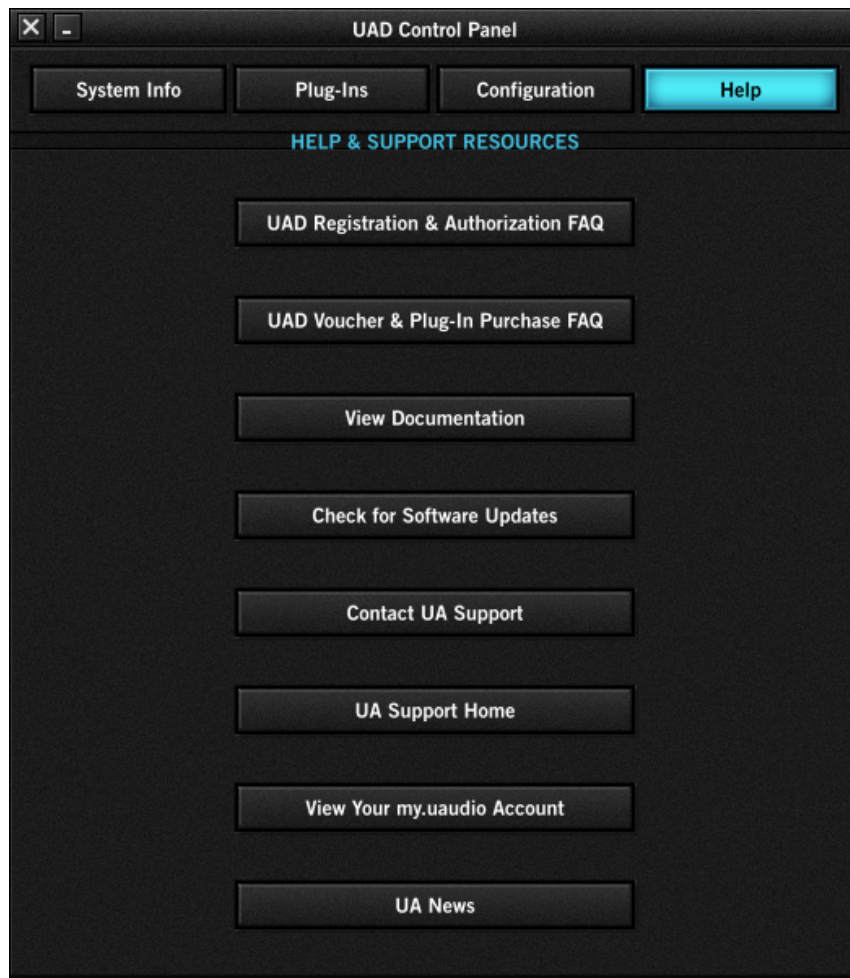 UAD Control Panel
System Info Plug-Ins Configuration Help
HELP & SUPPORT RESOURCES
UAD Registration & Authorization FAQ
UAD Voucher & Plug-In Purchase FAQ
View Documentation
Check for Software Updates
Contact UA Support
UA Support Home
View Your my.uaudio Account
UA News